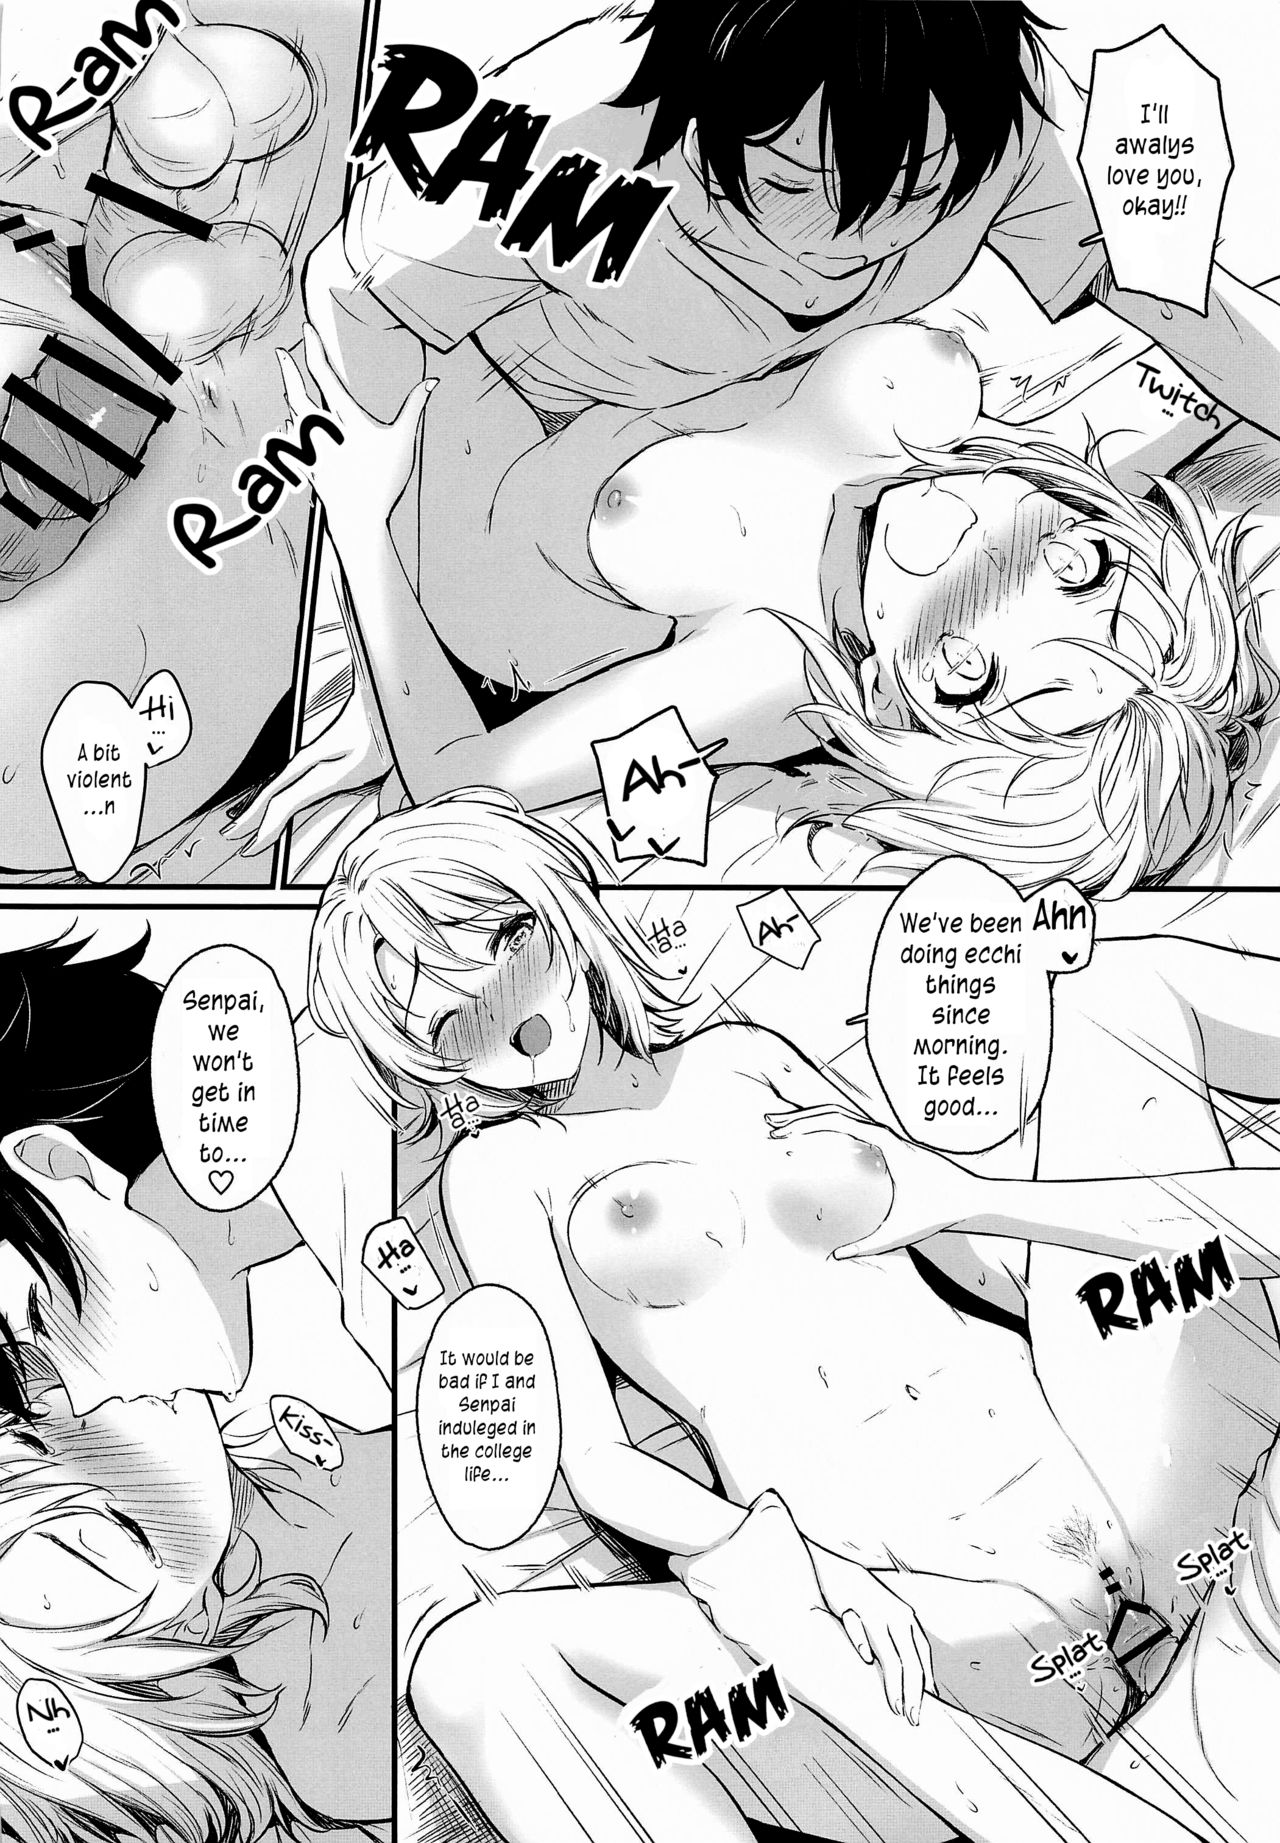 I'll
awalys
love you,
okay!!
RAM
Twitch
...
Ah-
Ram
Ram
Hi
...
A bit
violent
...n
Ahn
We've been
doing ecchi
things
since
morning.
It feels
good...
Ah-
Ha
a...
Ha
a...
RAM
Splat
...
Splat
...
RAM
It would be
bad if I and
Senpai
induleged in
the college
life...
Ha
...
Senpai,
we
won't
get in
time
to...
♡
Kiss-
Nh
...